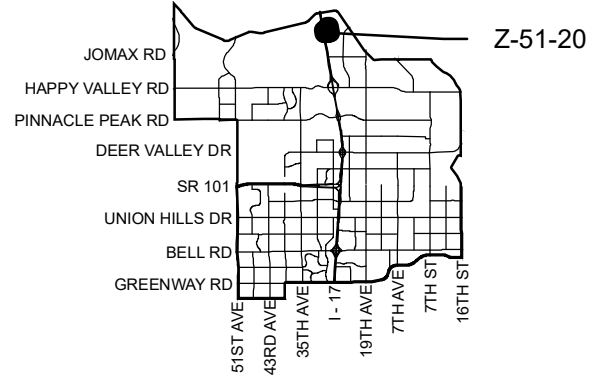 Z-51-20
JOMAX RD
HAPPY VALLEY RD
PINNACLE PEAK RD
DEER VALLEY DR
SR 101
UNION HILLS DR
BELL RD
GREENWAY RD
51ST AVE
43RD AVE
35TH AVE
I - 17
19TH AVE
7TH AVE
7TH ST
16TH ST